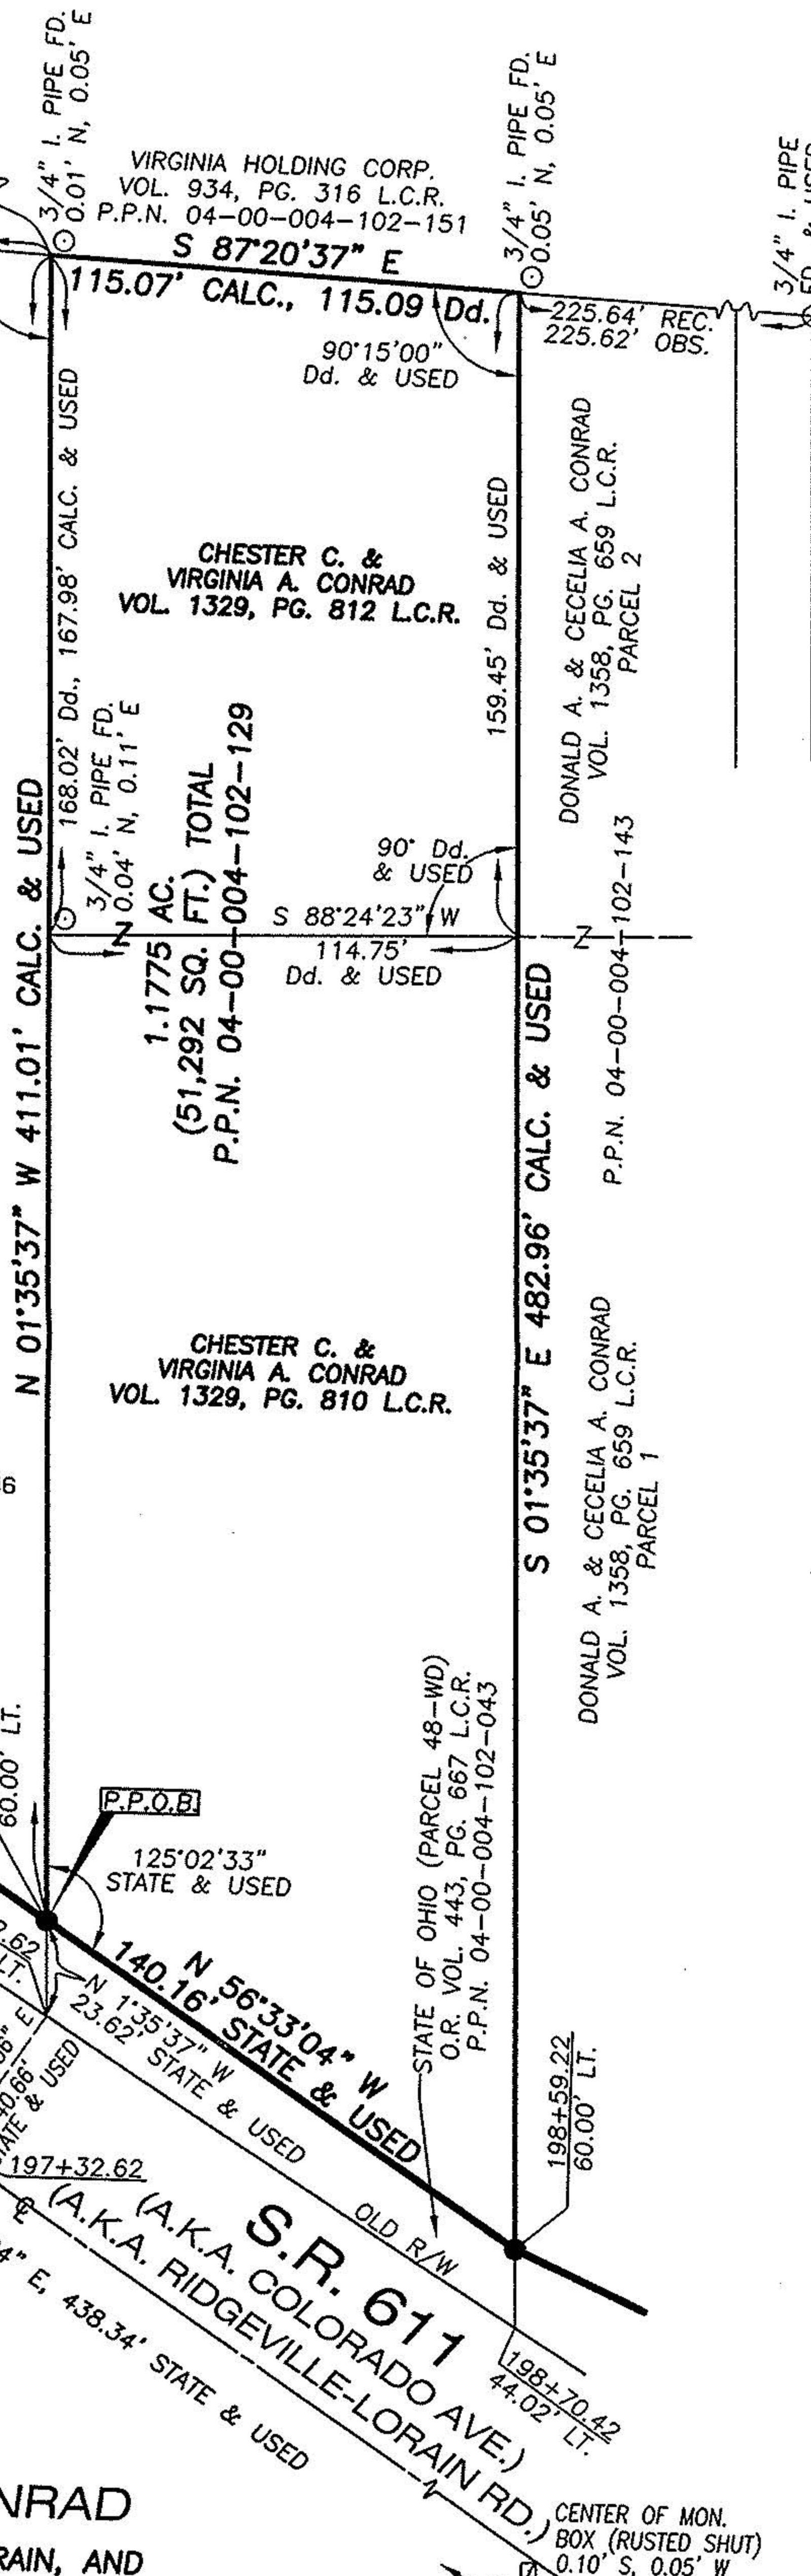 3/4" I. PIPE FD.
0.01' N, 0.05' E
VIRGINIA HOLDING CORP.
VOL. 934, PG. 316 L.C.R.
P.P.N. 04-00-004-102-151
S 87°20'37" E
115.07' CALC., 115.09 Dd.
3/4" I. PIPE FD.
0.05' N, 0.05' E
3/4" I. PIPE
225.64' REC.
225.62' OBS.
90°15'00"
Dd. & USED
168.02' Dd., 167.98' CALC. & USED
CHESTER C. &
VIRGINIA A. CONRAD
VOL. 1329, PG. 812 L.C.R.
159.45' Dd. & USED
DONALD A. & CECELIA A. CONRAD
VOL. 1358, PG. 659 L.C.R.
PARCEL 2
3/4" I. PIPE FD.
0.04' N, 0.11' E
1.1775 AC.
(51,292 SQ. FT.) TOTAL
P.P.N. 04-00-004-102-129
90° Dd.
& USED
S 88°24'23" W
114.75'
Dd. & USED
Z
Z
P.P.N. 04-00-004-102-143
N 01°35'37" W 411.01' CALC. & USED
S 01°35'37" E 482.96' CALC. & USED
CHESTER C. &
VIRGINIA A. CONRAD
VOL. 1329, PG. 810 L.C.R.
DONALD A. & CECELIA A. CONRAD
VOL. 1358, PG. 659 L.C.R.
PARCEL 1
6
60.00' LT.
P.P.O.B.
125°02'33"
STATE & USED
STATE OF OHIO (PARCEL 48-WD)
O.R. VOL. 443, PG. 667 L.C.R.
P.P.N. 04-00-004-102-043
N 56°33'04" W
140.16' STATE & USED
N 1°35'37" W
23.62' STATE & USED
.62
LT.
E
40.66'
& USED
197+32.62
198+59.22
60.00' LT.
OLD R/W
S.R. 611
(A.K.A. COLORADO AVE.)
(A.K.A. RIDGEVILLE-LORAIN RD.)
4" E, 438.34' STATE & USED
198+70.42
44.02' LT.
NRAD
RAIN, AND
CENTER OF MON.
BOX (RUSTED SHUT)
0.10' S, 0.05' W